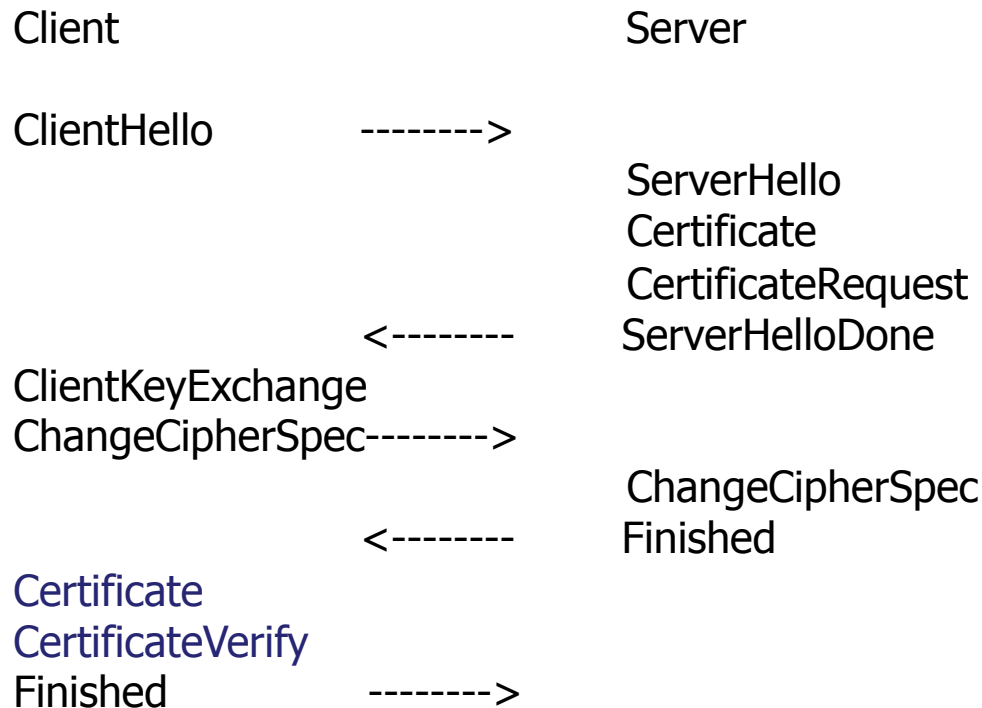 Client Server
ClientHello -------->
ServerHello
Certificate
CertificateRequest
<-------- ServerHelloDone
ClientKeyExchange
ChangeCipherSpec-------->
ChangeCipherSpec
<-------- Finished
Certificate
CertificateVerify
Finished -------->